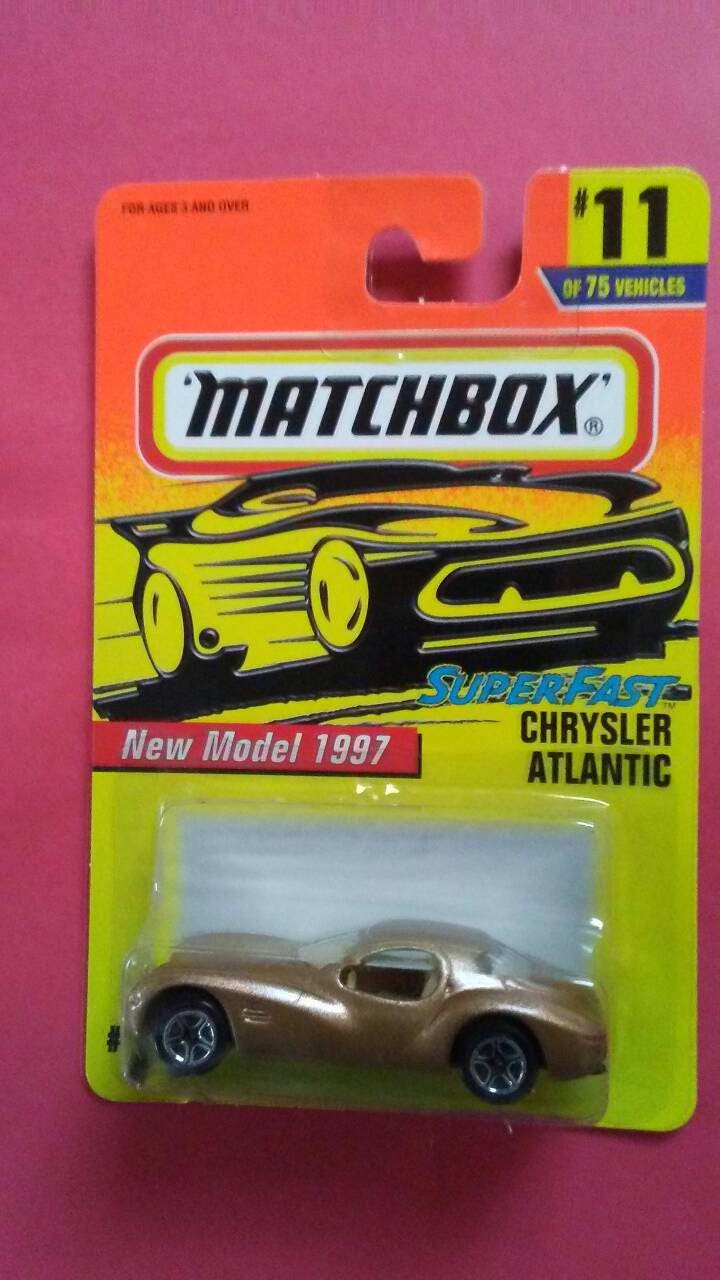 FOR AGES 3 AND OVER
#11
OF 75 VEHICLES
'MATCHBOX'®
SUPERFAST™
CHRYSLER
ATLANTIC
New Model 1997
#